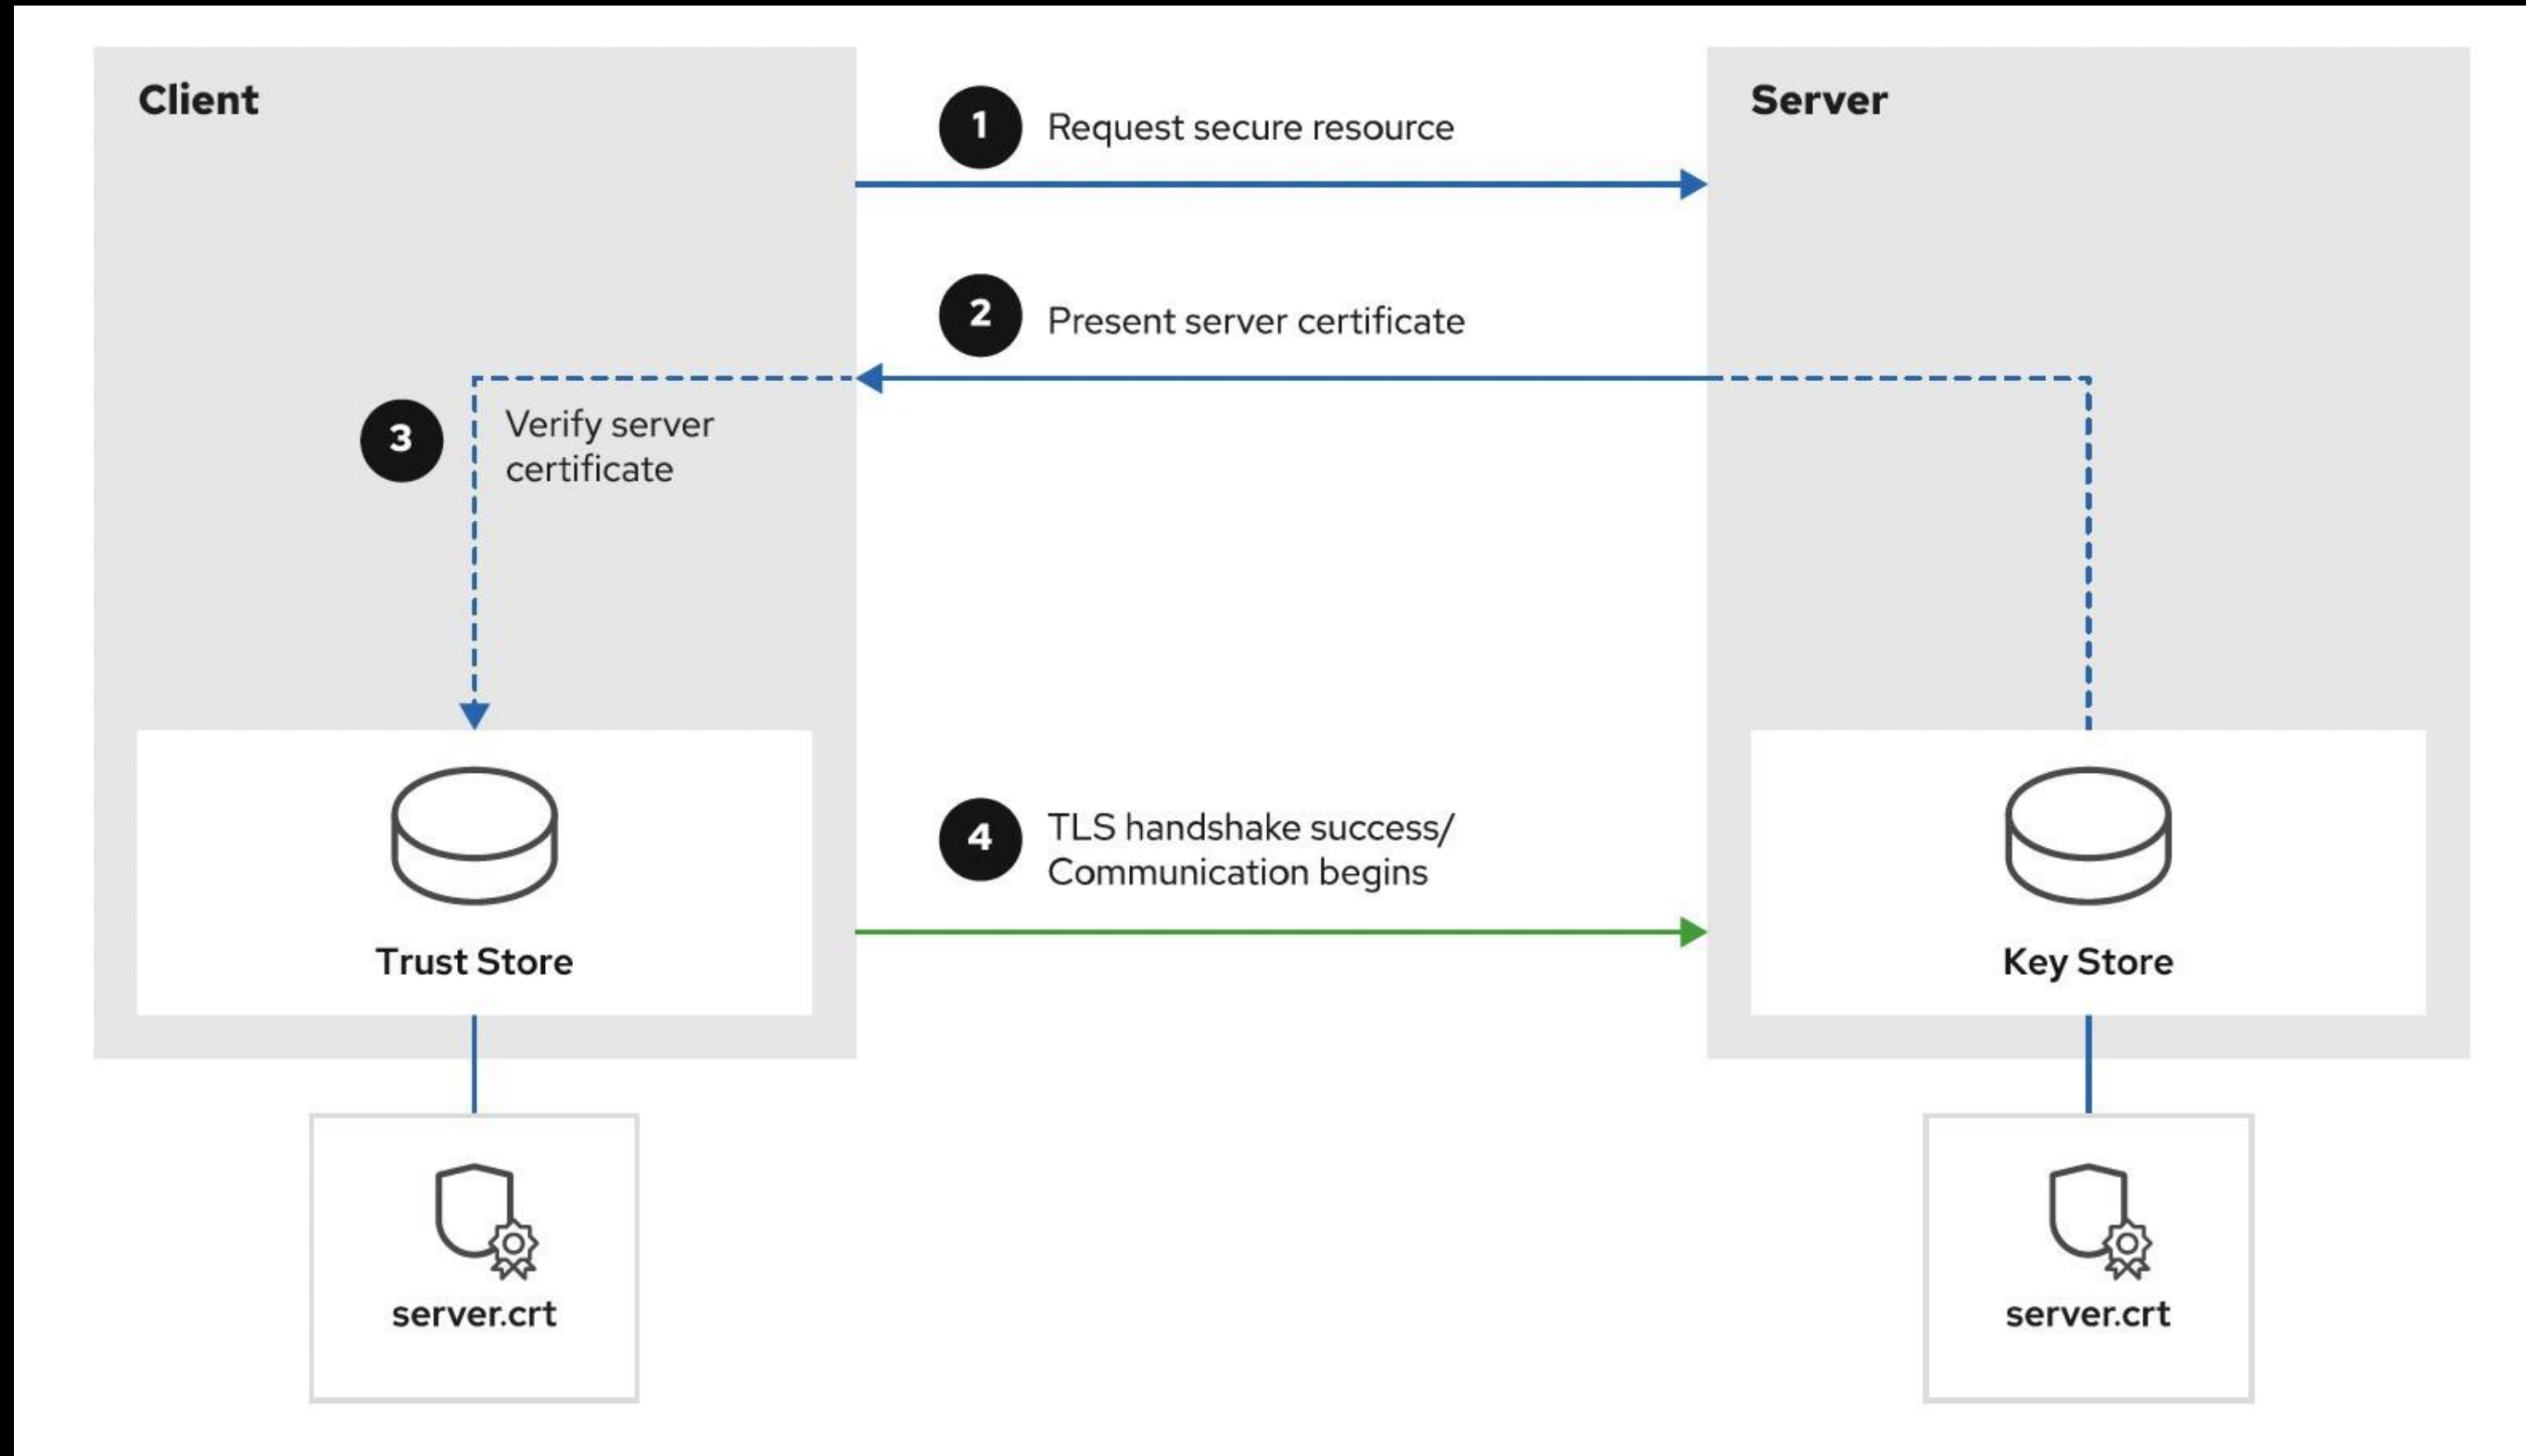 Client
Server
1
Request secure resource
2
Present server certificate
3
Verify server
certificate
4
TLS handshake success/
Communication begins
Trust Store
Key Store
server.crt
server.crt